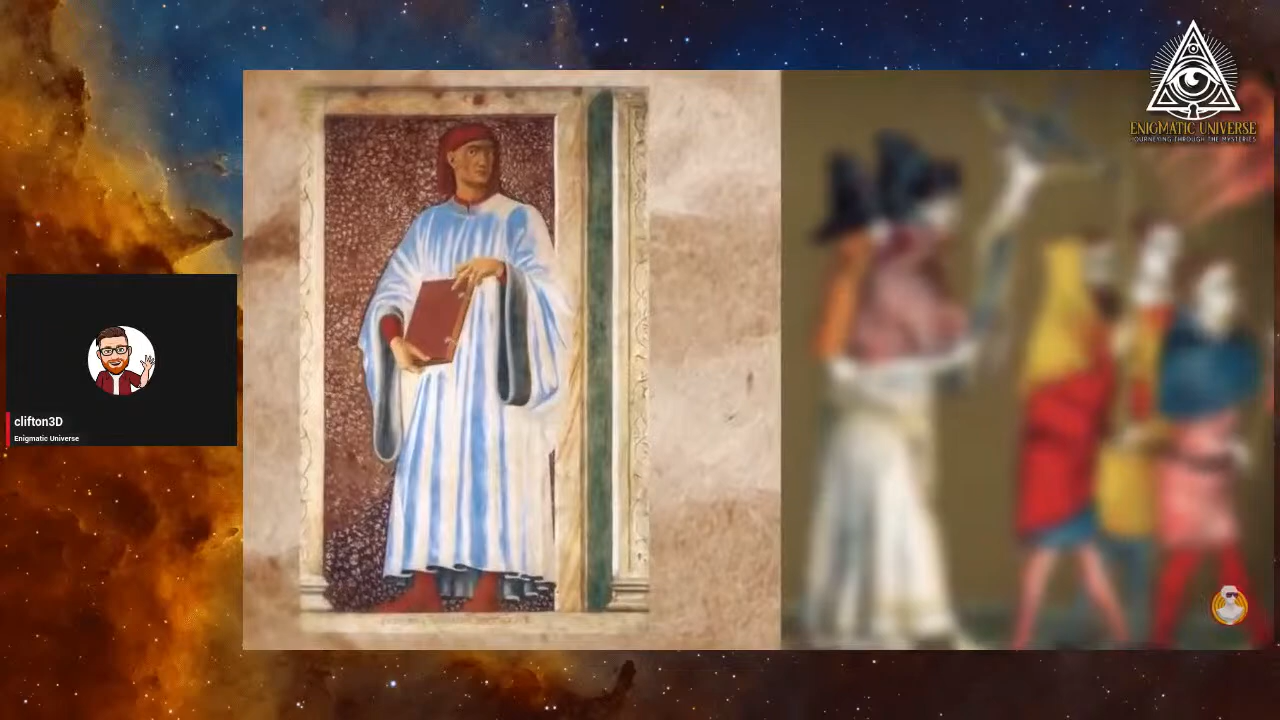 ENIGMATIC UNIVERSE
JOURNEYING THROUGH THE MYSTERIES
clifton3D
Enigmatic Universe